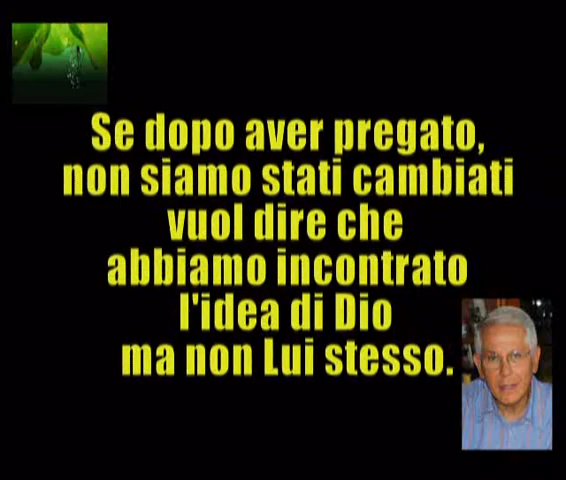 Se dopo aver pregato,
non siamo stati cambiati
vuol dire che
abbiamo incontrato
l'idea di Dio
ma non Lui stesso.